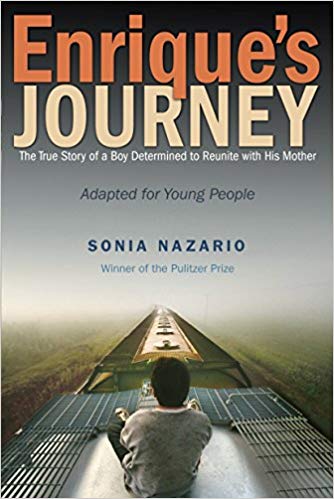 Enrique's
JOURNEY
The True Story of a Boy Determined to Reunite with His Mother
Adapted for Young People
SONIA NAZARIO
Winner of the Pulitzer Prize